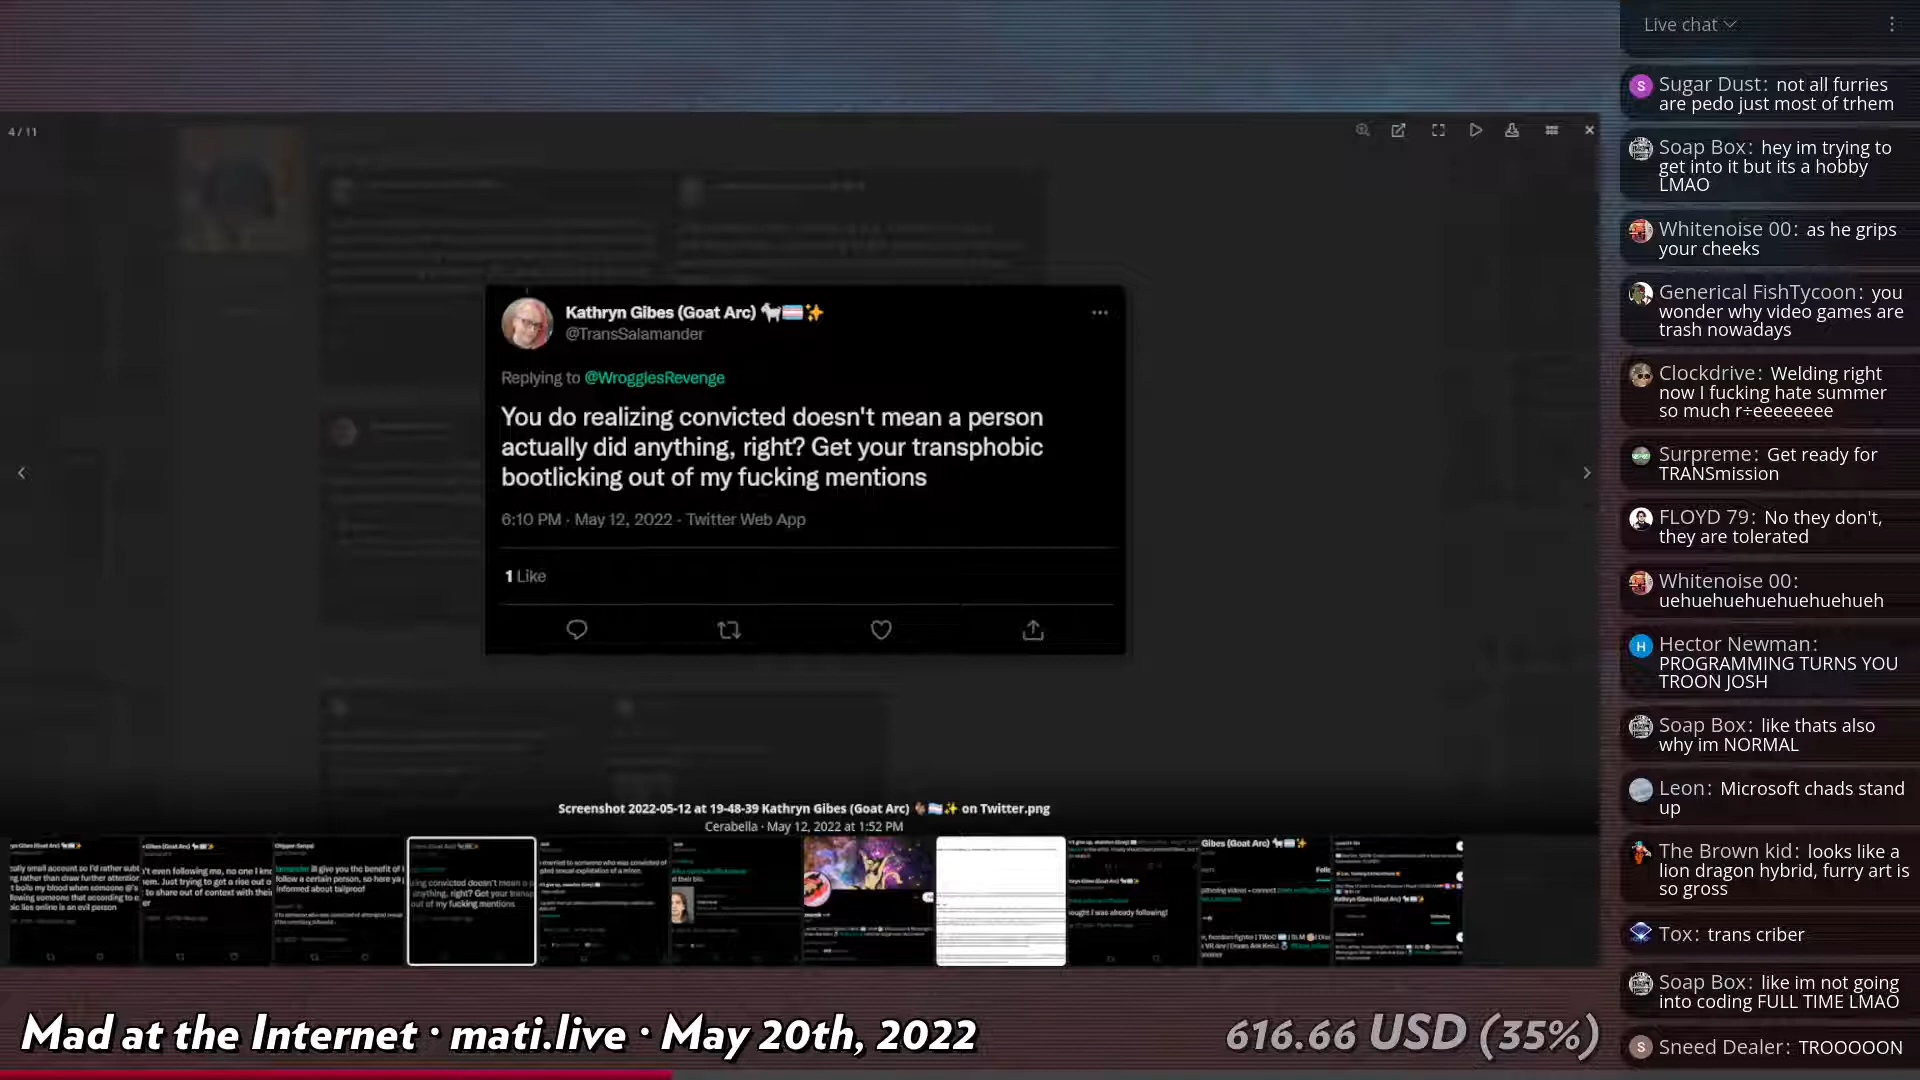 Live chat
4 / 11
Kathryn Gibes (Goat Arc) 🐐🏳️‍⚧️✨
@TransSalamander
Replying to @WrogglesRevenge
You do realizing convicted doesn't mean a person
actually did anything, right? Get your transphobic
bootlicking out of my fucking mentions
6:10 PM · May 12, 2022 · Twitter Web App
1 Like
Screenshot 2022-05-12 at 19-48-39 Kathryn Gibes (Goat Arc) 🐐🏳️‍⚧️✨ on Twitter.png
Cerabella · May 12, 2022 at 1:52 PM
Mad at the Internet · mati.live · May 20th, 2022
616.66 USD (35%)
Sugar Dust: not all furries
are pedo just most of trhem
Soap Box: hey im trying to
get into it but its a hobby
LMAO
Whitenoise 00: as he grips
your cheeks
Generical FishTycoon: you
wonder why video games are
trash nowadays
Clockdrive: Welding right
now I fucking hate summer
so much r÷eeeeeeee
Surpreme: Get ready for
TRANSmission
FLOYD 79: No they don't,
they are tolerated
Whitenoise 00:
uehuehuehuehuehuehueh
Hector Newman:
PROGRAMMING TURNS YOU
TROON JOSH
Soap Box: like thats also
why im NORMAL
Leon: Microsoft chads stand
up
The Brown kid: looks like a
lion dragon hybrid, furry art is
so gross
Tox: trans criber
Soap Box: like im not going
into coding FULL TIME LMAO
Sneed Dealer: TROOOOON